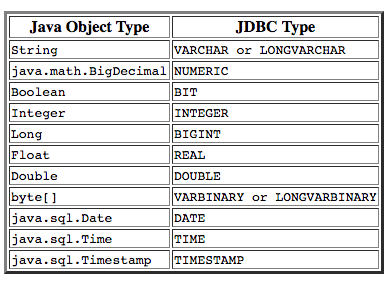 Java Object Type JDBC Type
String VARCHAR or LONGVARCHAR
java.math.BigDecimal NUMERIC
Boolean BIT
Integer INTEGER
Long BIGINT
Float REAL
Double DOUBLE
byte[] VARBINARY or LONGVARBINARY
java.sql.Date DATE
java.sql.Time TIME
java.sql.Timestamp TIMESTAMP